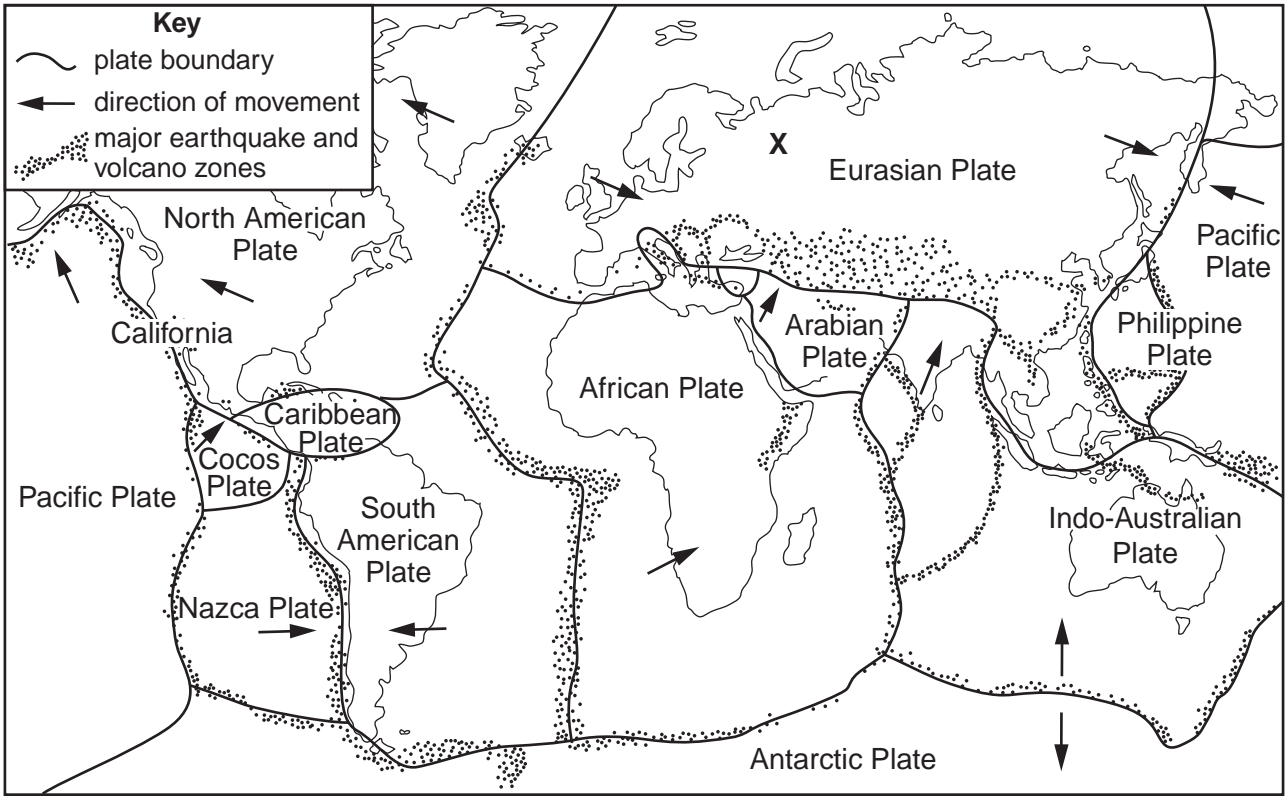 Key
plate boundary
direction of movement
major earthquake and
volcano zones
X
Eurasian Plate
North American
Plate
Pacific
Plate
California
Arabian
Plate
Philippine
Plate
African Plate
Caribbean
Plate
Cocos
Plate
Pacific Plate
South
American
Plate
Indo-Australian
Plate
Nazca Plate
Antarctic Plate